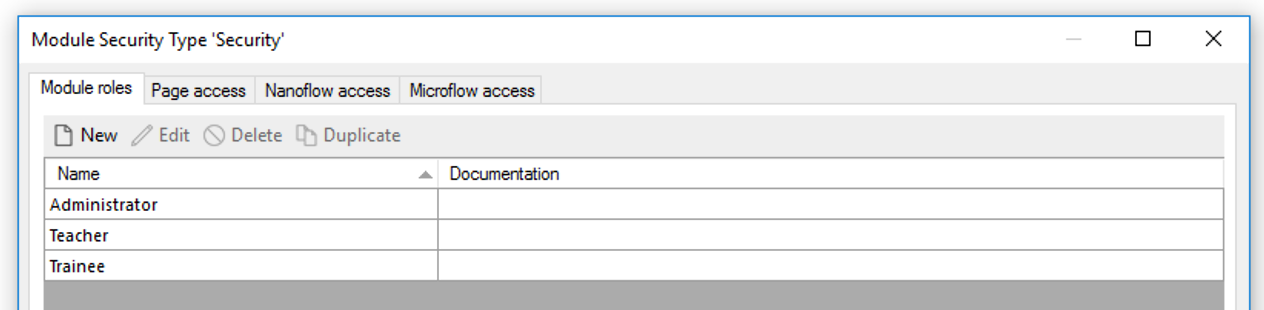 Module Security Type 'Security'
Module roles Page access Nanoflow access Microflow access
New Edit Delete Duplicate
Name Documentation
Administrator
Teacher
Trainee